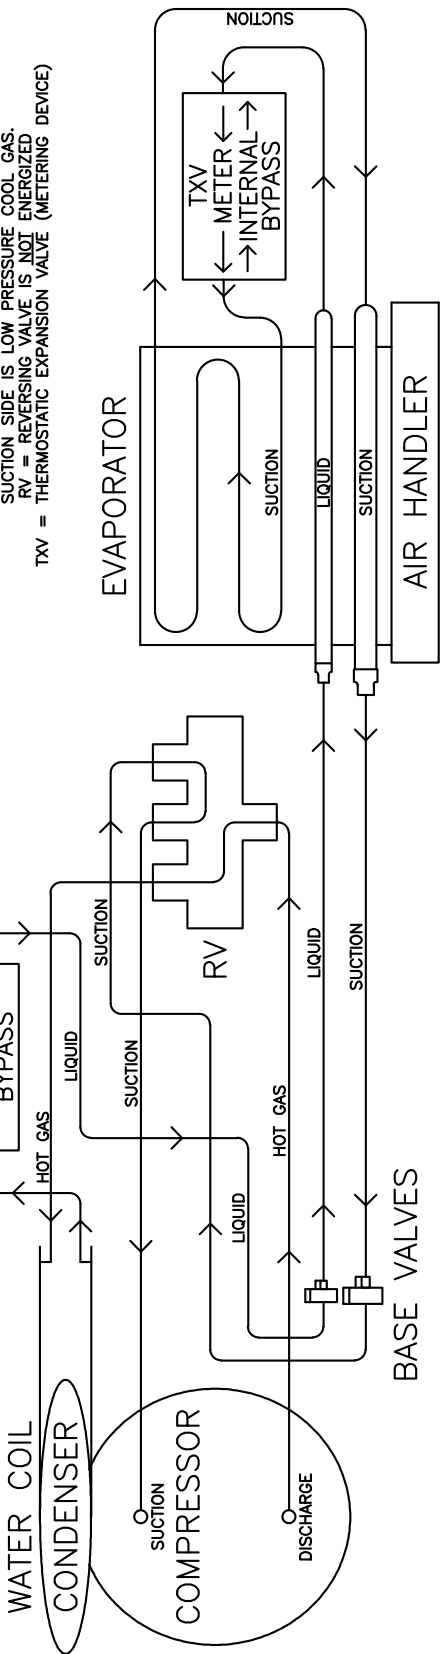 SUCTION SIDE IS LOW PRESSURE COOL GAS.
RV = REVERSING VALVE IS NOT ENERGIZED
TXV = THERMOSTATIC EXPANSION VALVE (METERING DEVICE)
BYPASS
WATER COIL
CONDENSER
HOT GAS
LIQUID
SUCTION
SUCTION
EVAPORATOR
SUCTION
COMPRESSOR
DISCHARGE
RV
LIQUID
HOT GAS
TXV
METER
INTERNAL
BYPASS
SUCTION
SUCTION
LIQUID
LIQUID
SUCTION
SUCTION
BASE VALVES
AIR HANDLER